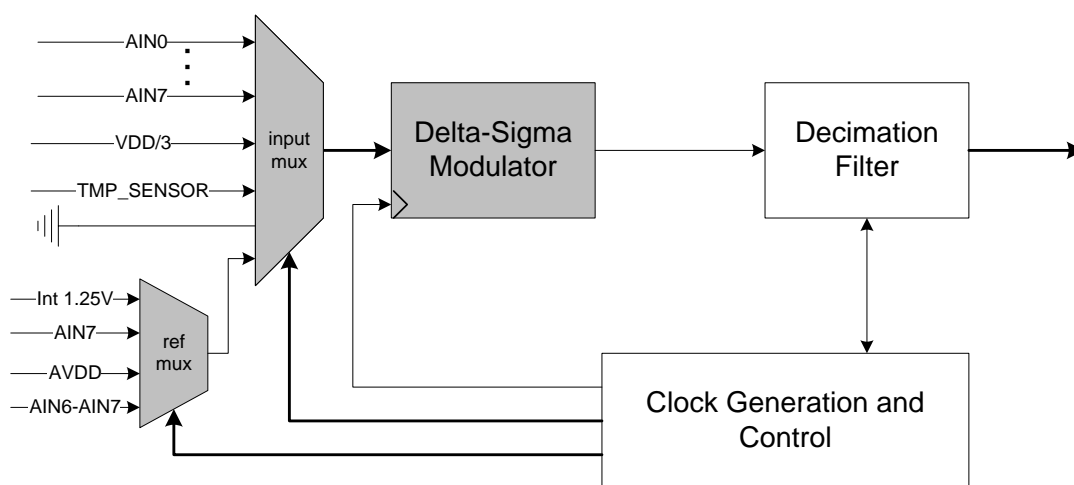 AIN0
AIN7
VDD/3
TMP_SENSOR
input
mux
Delta-Sigma
Modulator
Decimation
Filter
Int 1.25V
AIN7
AVDD
AIN6-AIN7
ref
mux
Clock Generation and
Control